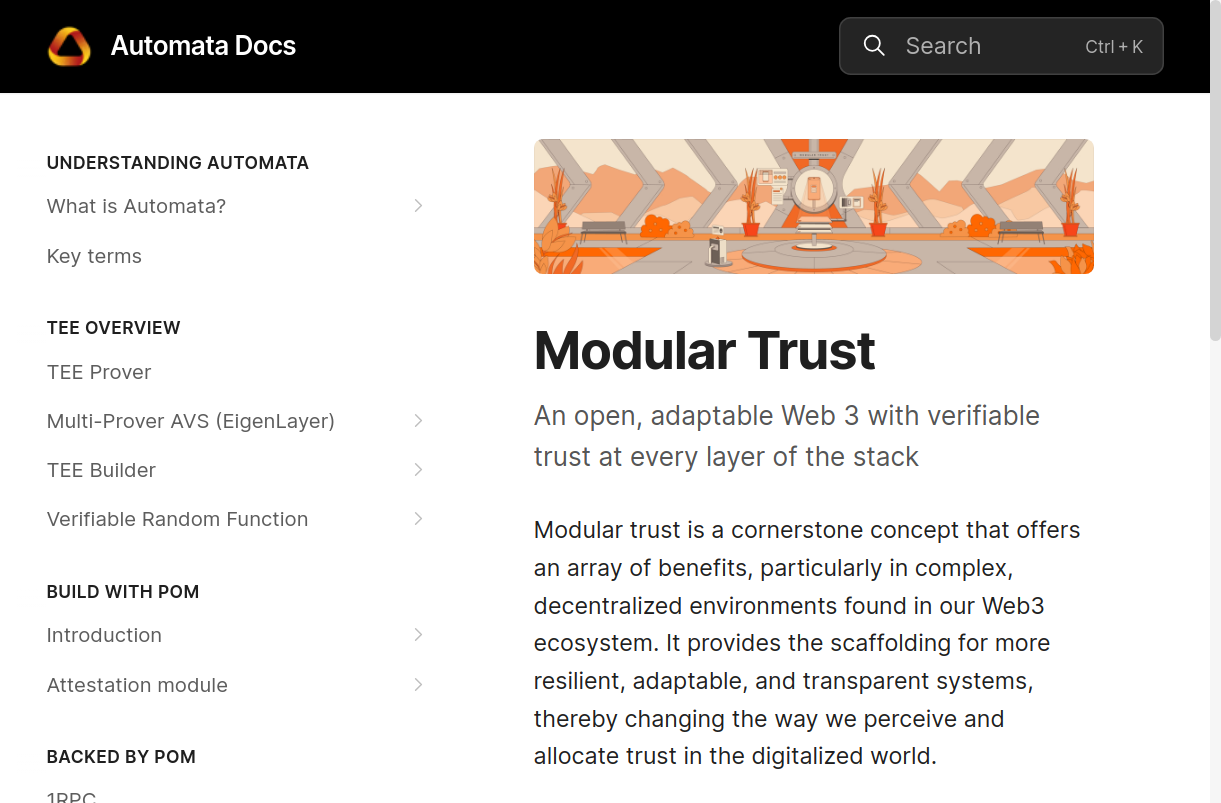 Automata Docs
Search
Ctrl + K
UNDERSTANDING AUTOMATA
What is Automata?
Key terms
TEE OVERVIEW
TEE Prover
Multi-Prover AVS (EigenLayer)
TEE Builder
Verifiable Random Function
BUILD WITH POM
Introduction
Attestation module
BACKED BY POM
1RPC
Modular Trust
An open, adaptable Web 3 with verifiable
trust at every layer of the stack
Modular trust is a cornerstone concept that offers
an array of benefits, particularly in complex,
decentralized environments found in our Web3
ecosystem. It provides the scaffolding for more
resilient, adaptable, and transparent systems,
thereby changing the way we perceive and
allocate trust in the digitalized world.